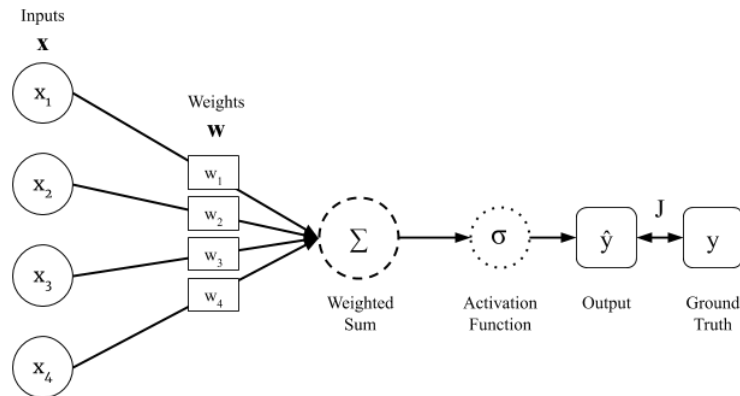 Inputs
x
x₁
x₂
x₃
x₄
Weights
w
w₁
w₂
w₃
w₄
Σ
Weighted
Sum
σ
Activation
Function
ŷ
Output
J
y
Ground
Truth